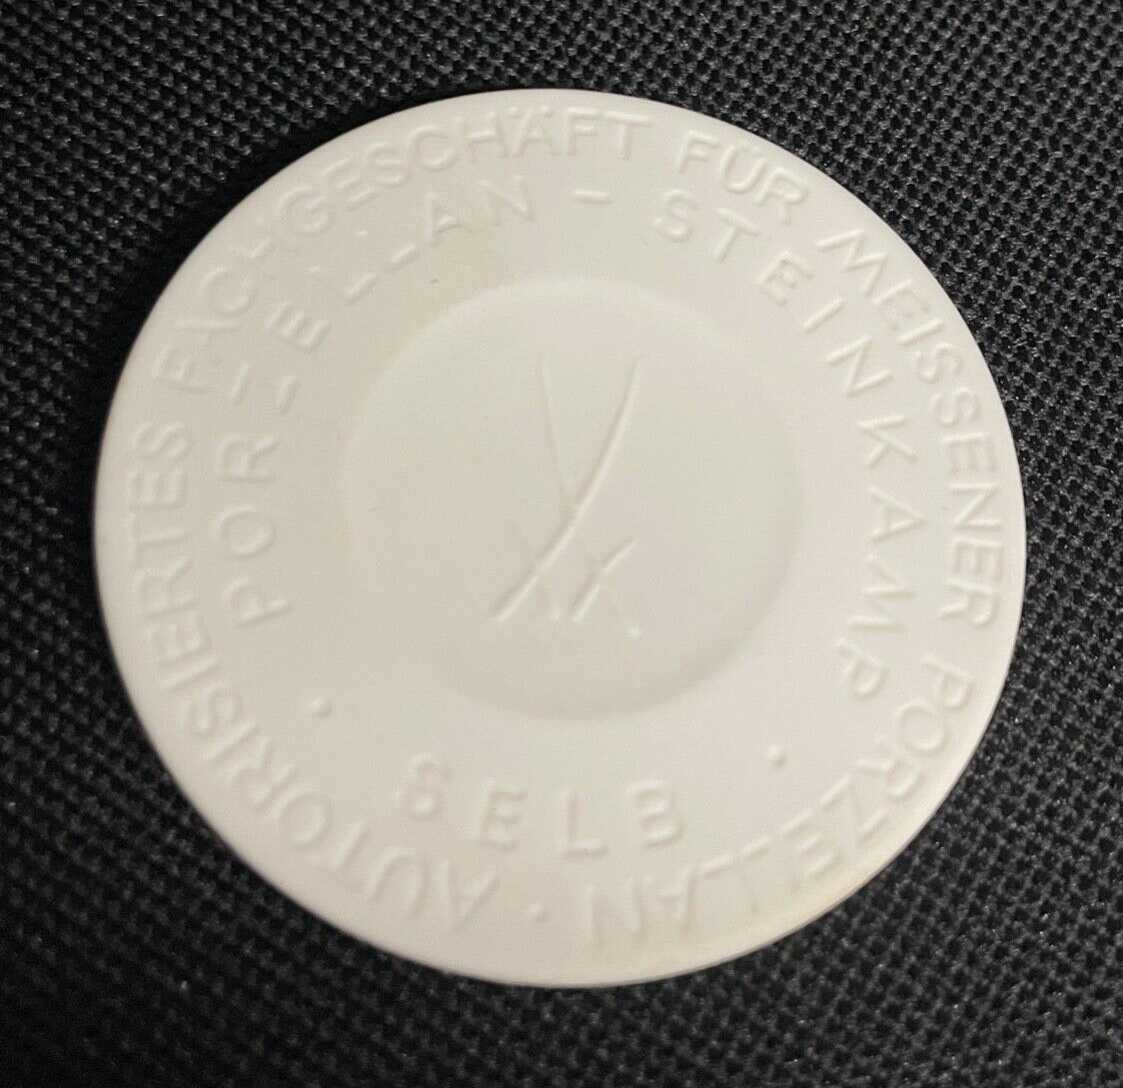 AUTORISIERTES FACHGESCHÄFT FÜR MEISSENER PORZELLAN ·
PORZELLAN - STEINKAMP
· SELB ·